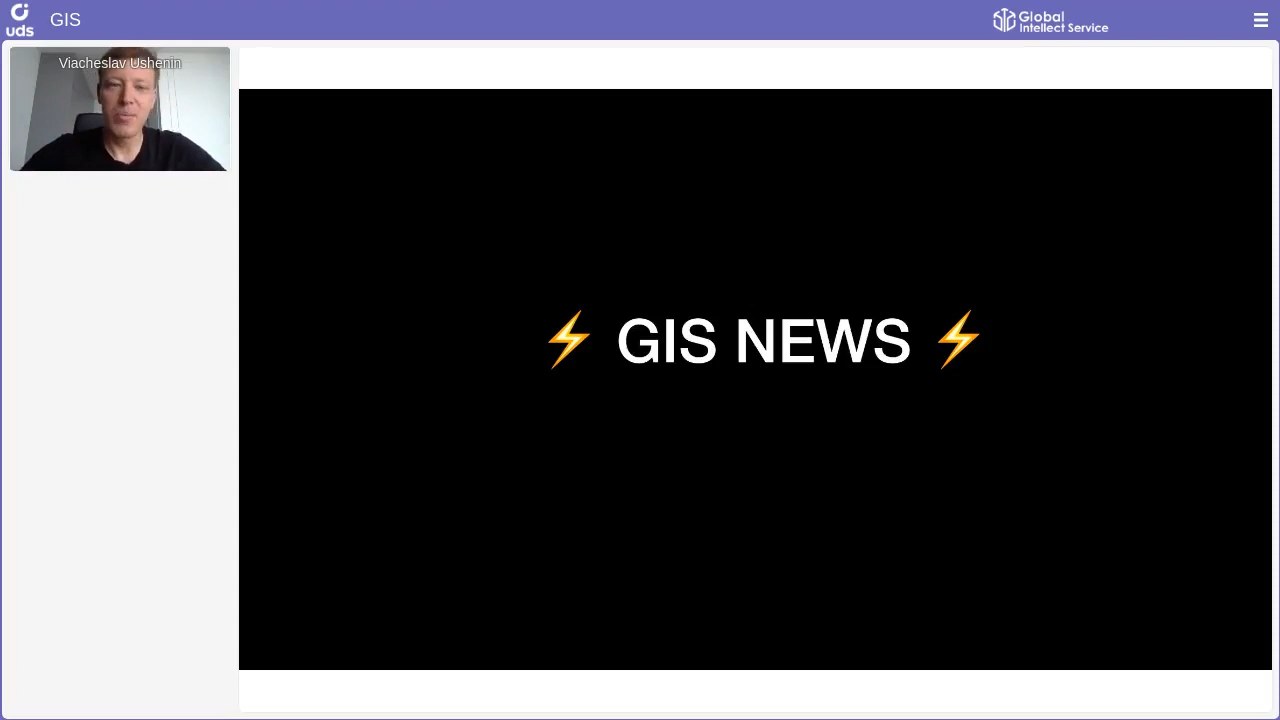 uds
GIS
Global
Intellect Service
Viacheslav Ushenin
⚡ GIS NEWS ⚡